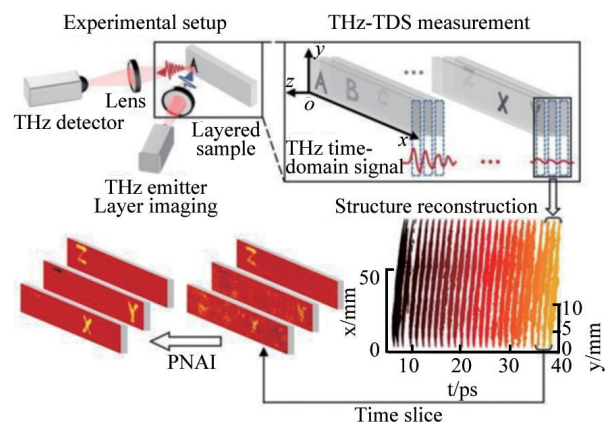 Experimental setup
THz-TDS measurement
A
Lens
THz detector
Layered
sample
THz emitter
Layer imaging
y
z
o
x
A B C ... Z X Y
THz time-
domain signal
...
Structure reconstruction
Z
Y
X
Z
Y
PNAI
x/mm
50
0
10
5
0
y/mm
10 20 30 40
t/ps
Time slice